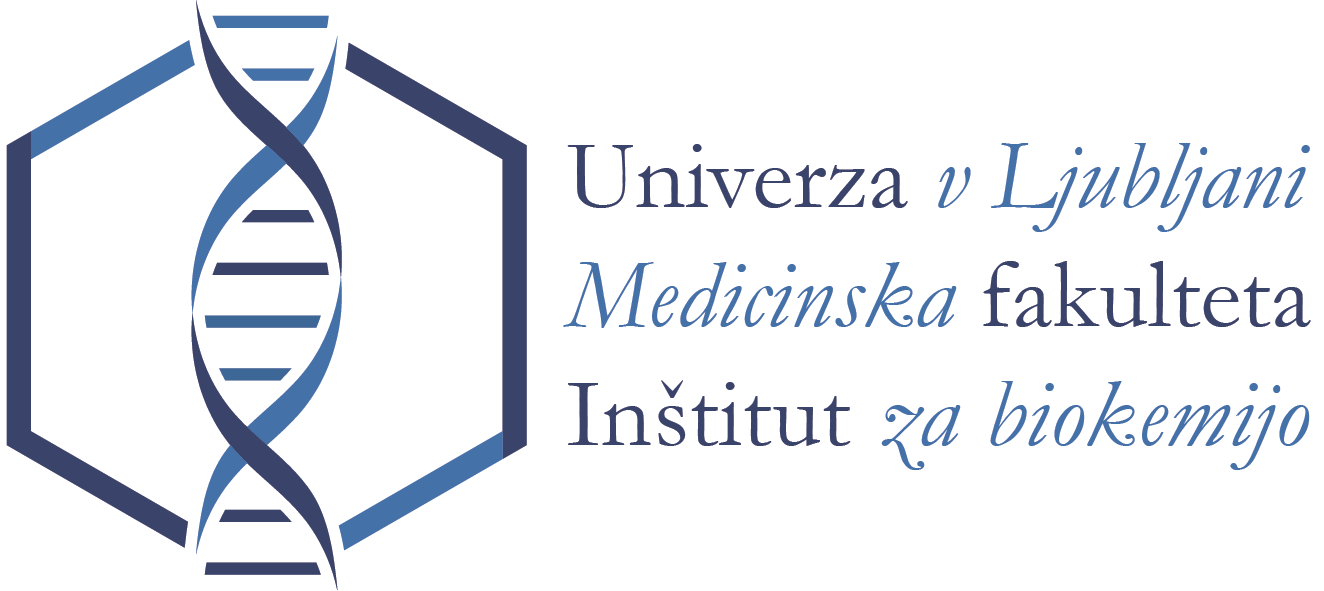 Univerza v Ljubljani
Medicinska fakulteta
Inštitut za biokemijo